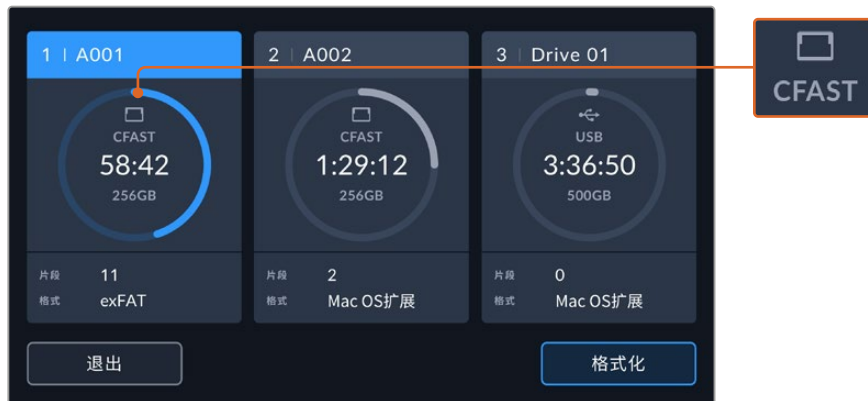 1 | A001
CFAST
58:42
256GB
片段 11
格式 exFAT
2 | A002
CFAST
1:29:12
256GB
片段 2
格式 Mac OS扩展
3 | Drive 01
USB
3:36:50
500GB
片段 0
格式 Mac OS扩展
退出
格式化
CFAST